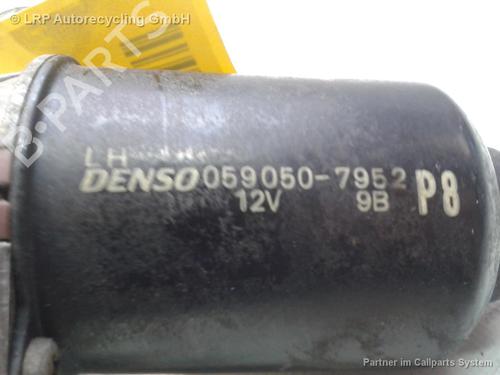 © LRP Autorecycling GmbH
B-PARTS
LH
DENSO 059050-7952
12V 9B P8
Partner im Callparts System